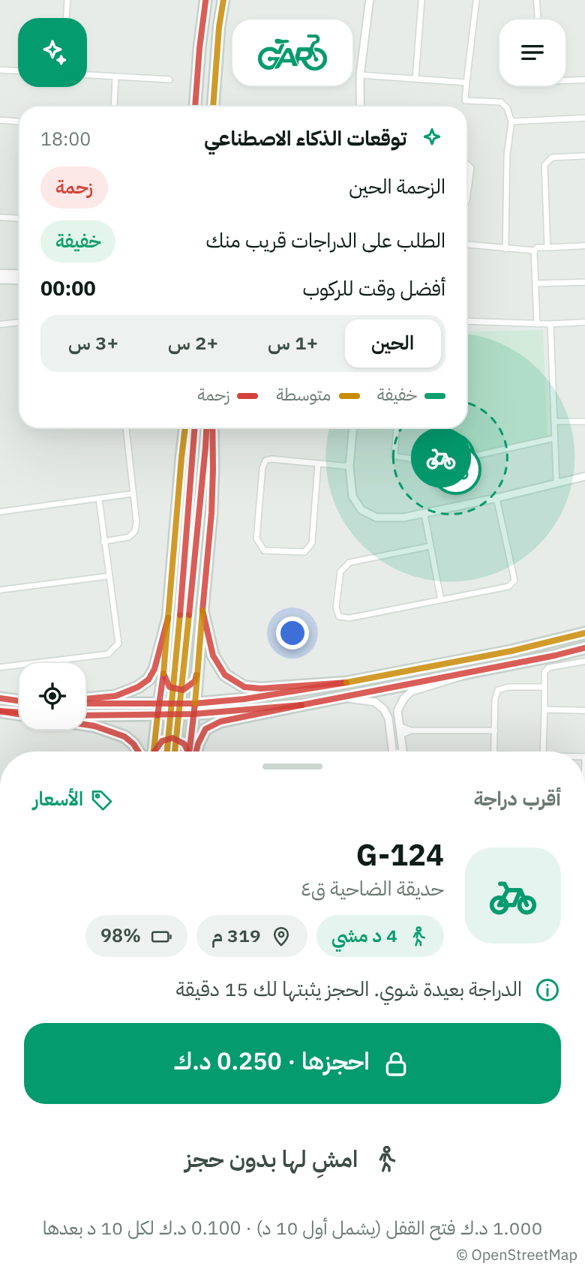 GARO
توقعات الذكاء الاصطناعي 18:00
الزحمة الحين زحمة
الطلب على الدراجات قريب منك خفيفة
أفضل وقت للركوب 00:00
الحين +1 س +2 س +3 س
خفيفة متوسطة زحمة
أقرب دراجة الأسعار
G-124
حديقة الضاحية ق٤
4 د مشي 319 م 98%
الدراجة بعيدة شوي. الحجز يثبتها لك 15 دقيقة
احجزها · 0.250 د.ك
امشِ لها بدون حجز
1.000 د.ك فتح القفل (يشمل أول 10 د) · 0.100 د.ك لكل 10 د بعدها
© OpenStreetMap